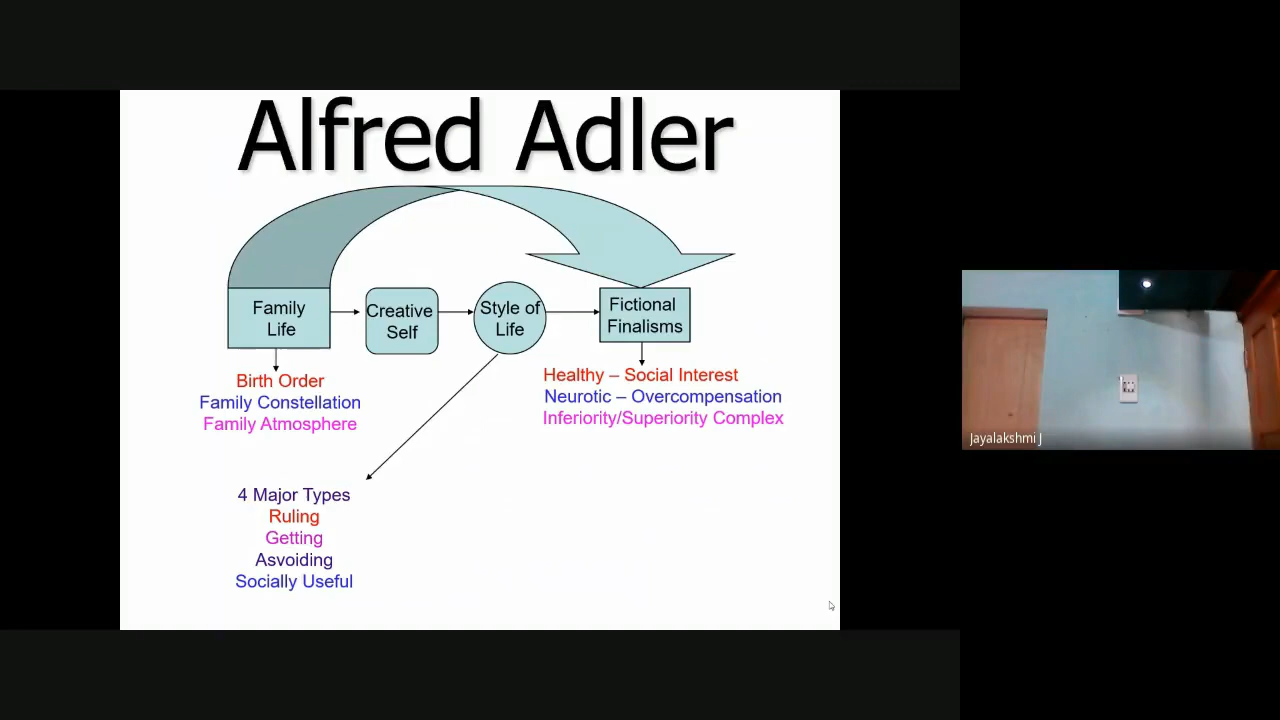 Alfred Adler
Family
Life
Creative
Self
Style of
Life
Fictional
Finalisms
Birth Order
Family Constellation
Family Atmosphere
Healthy – Social Interest
Neurotic – Overcompensation
Inferiority/Superiority Complex
4 Major Types
Ruling
Getting
Asvoiding
Socially Useful
Jayalakshmi J